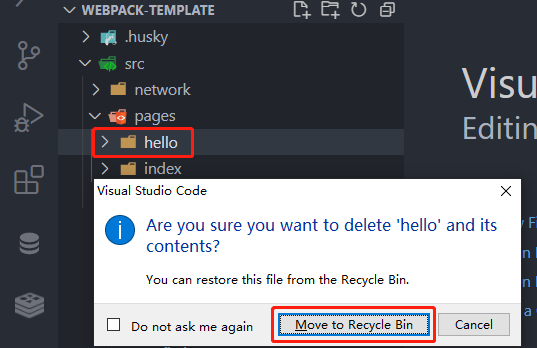 WEBPACK-TEMPLATE
.husky
src
network
pages
hello
index
Visual Studio Code
Are you sure you want to delete 'hello' and its
contents?
You can restore this file from the Recycle Bin.
Do not ask me again
Move to Recycle Bin
Cancel
Visu
Editin